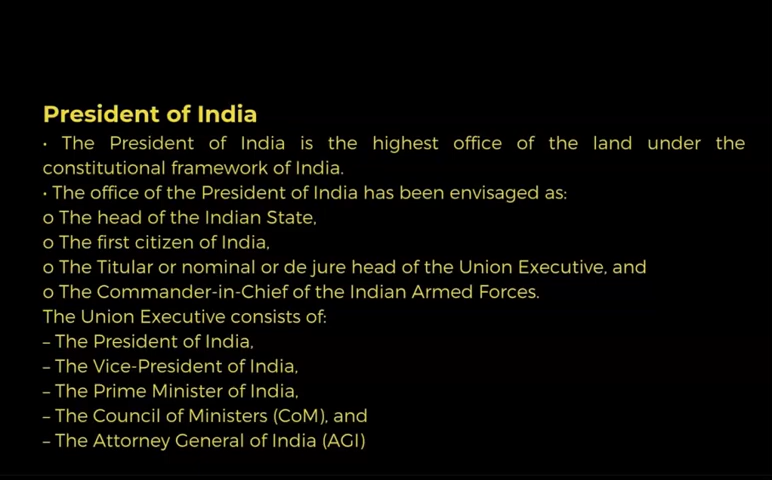 President of India
• The President of India is the highest office of the land under the
constitutional framework of India.
• The office of the President of India has been envisaged as:
o The head of the Indian State,
o The first citizen of India,
o The Titular or nominal or de jure head of the Union Executive, and
o The Commander-in-Chief of the Indian Armed Forces.
The Union Executive consists of:
– The President of India,
– The Vice-President of India,
– The Prime Minister of India,
– The Council of Ministers (CoM), and
– The Attorney General of India (AGI)